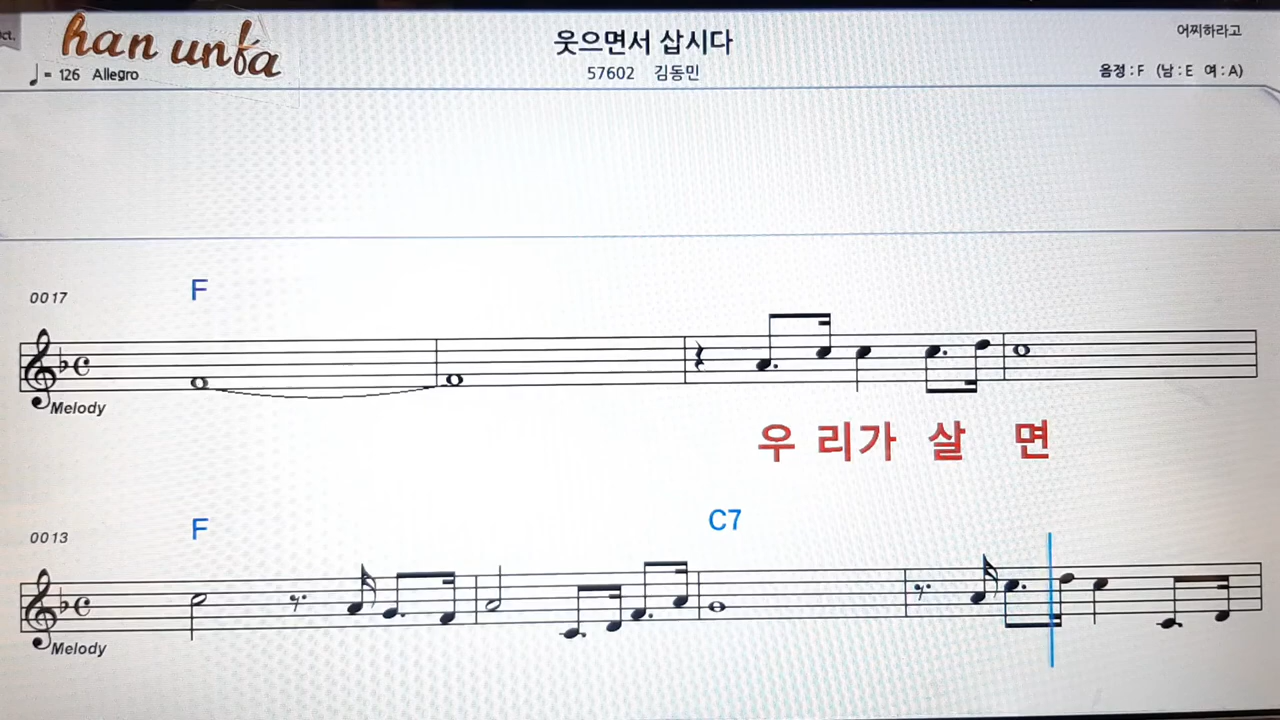 ct.
han unfa
웃으면서 삽시다
어찌하라고
♩ = 126 Allegro
57602 김동민
음정 : F (남 : E 여 : A)
F
0017
Melody
우 리가 살 면
F
C7
0013
Melody